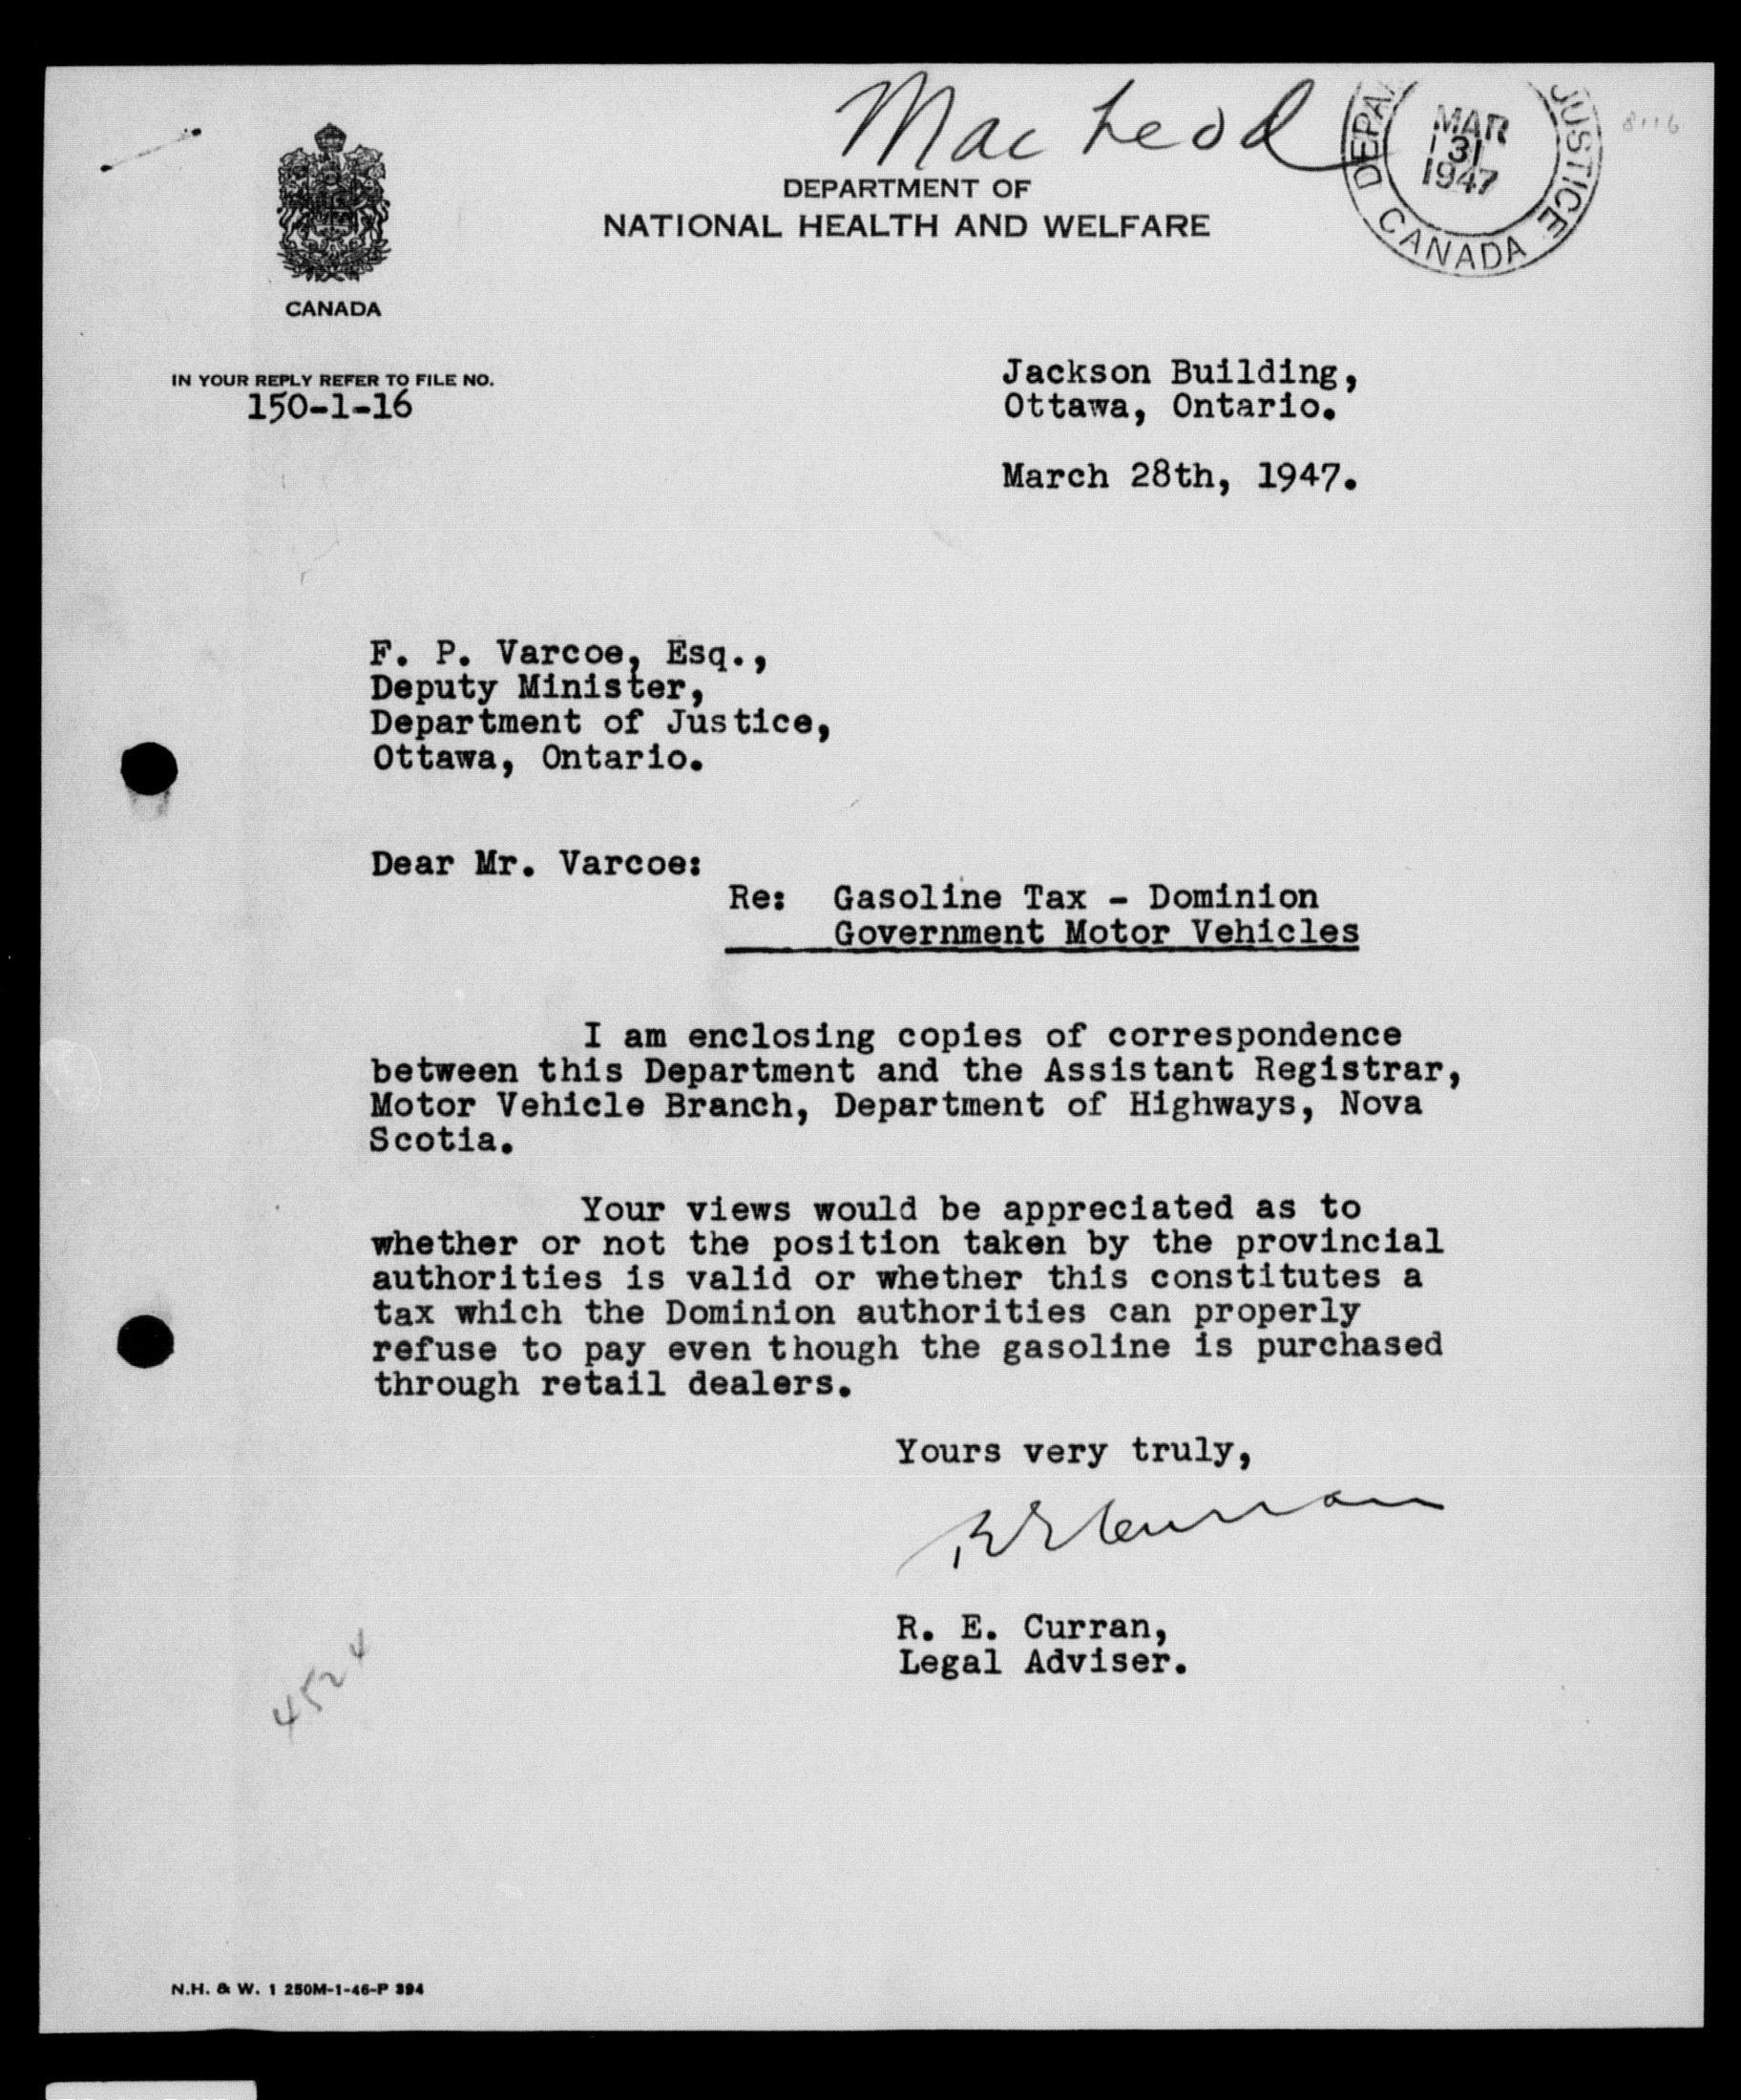 MacLeod
DEPARTMENT OF
NATIONAL HEALTH AND WELFARE
CANADA
DEPA JUSTICE
MAR
31
1947
CANADA
8116
IN YOUR REPLY REFER TO FILE NO.
150-1-16
Jackson Building,
Ottawa, Ontario.
March 28th, 1947.
F. P. Varcoe, Esq.,
Deputy Minister,
Department of Justice,
Ottawa, Ontario.
Dear Mr. Varcoe:
Re: Gasoline Tax - Dominion
Government Motor Vehicles
I am enclosing copies of correspondence
between this Department and the Assistant Registrar,
Motor Vehicle Branch, Department of Highways, Nova
Scotia.
Your views would be appreciated as to
whether or not the position taken by the provincial
authorities is valid or whether this constitutes a
tax which the Dominion authorities can properly
refuse to pay even though the gasoline is purchased
through retail dealers.
Yours very truly,
R E Curran
R. E. Curran,
Legal Adviser.
4524
N.H. & W. 1 250M-1-46-P 394